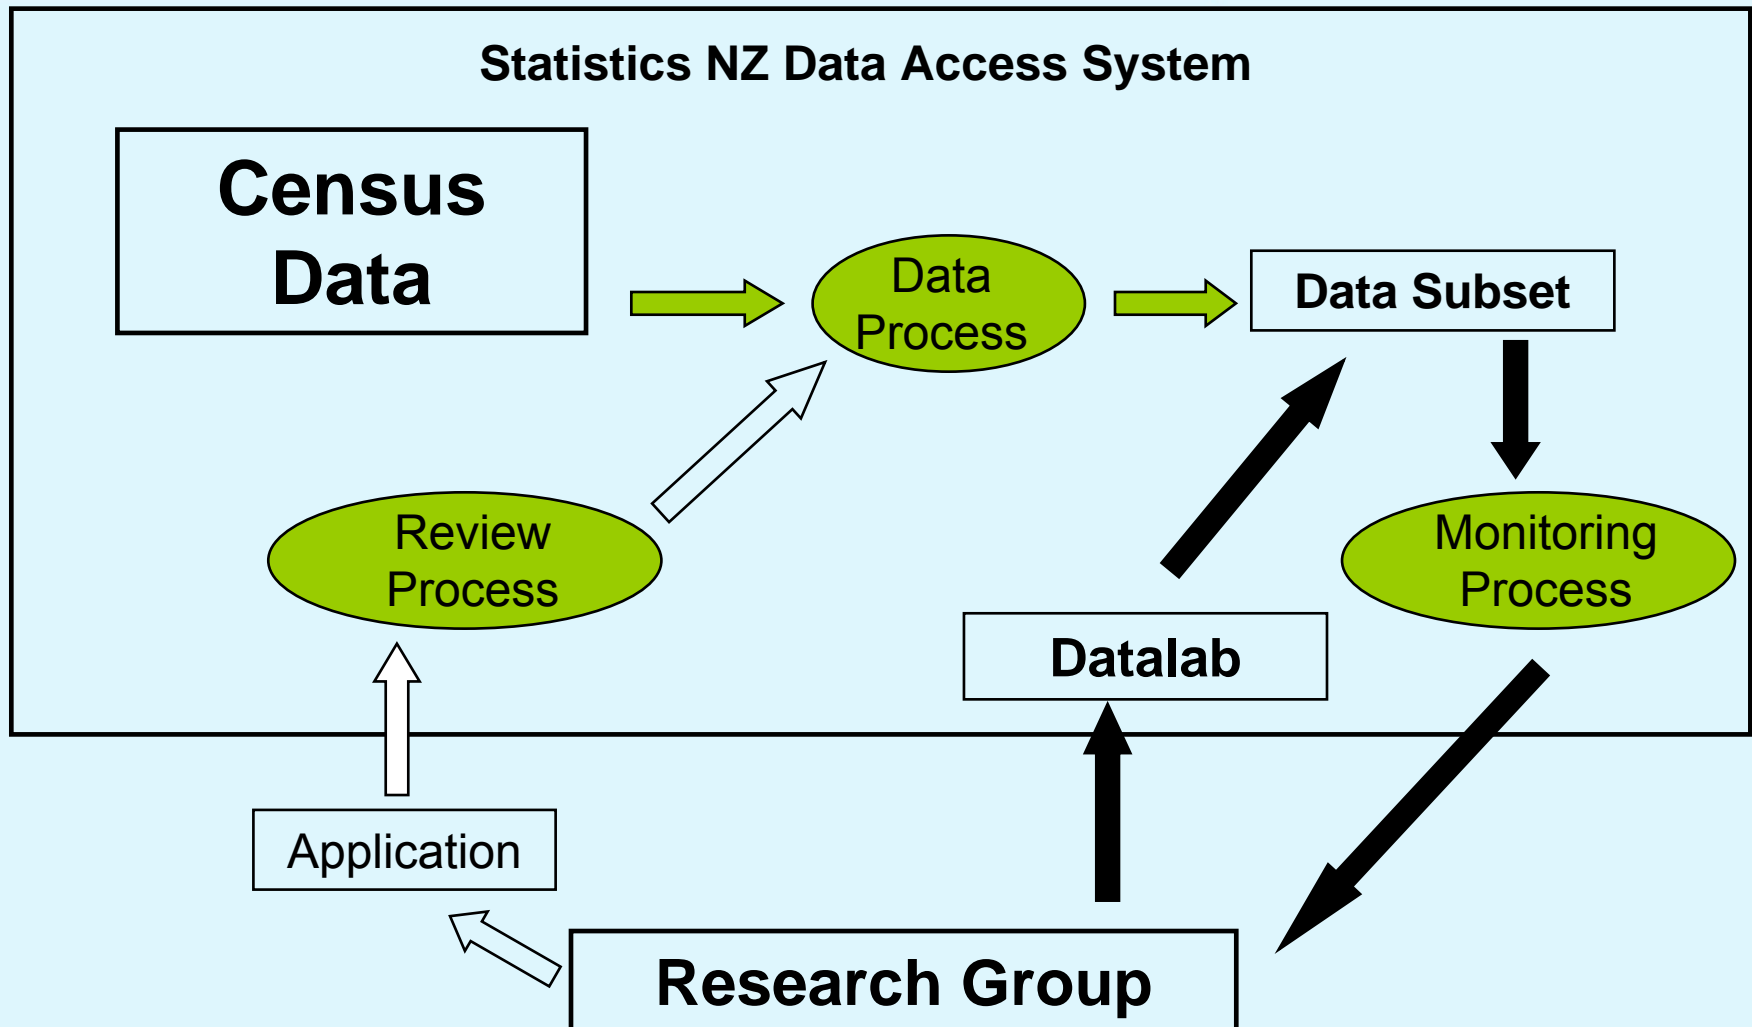 Statistics NZ Data Access System
Census
Data
Data
Process
Data Subset
Review
Process
Monitoring
Process
Datalab
Application
Research Group